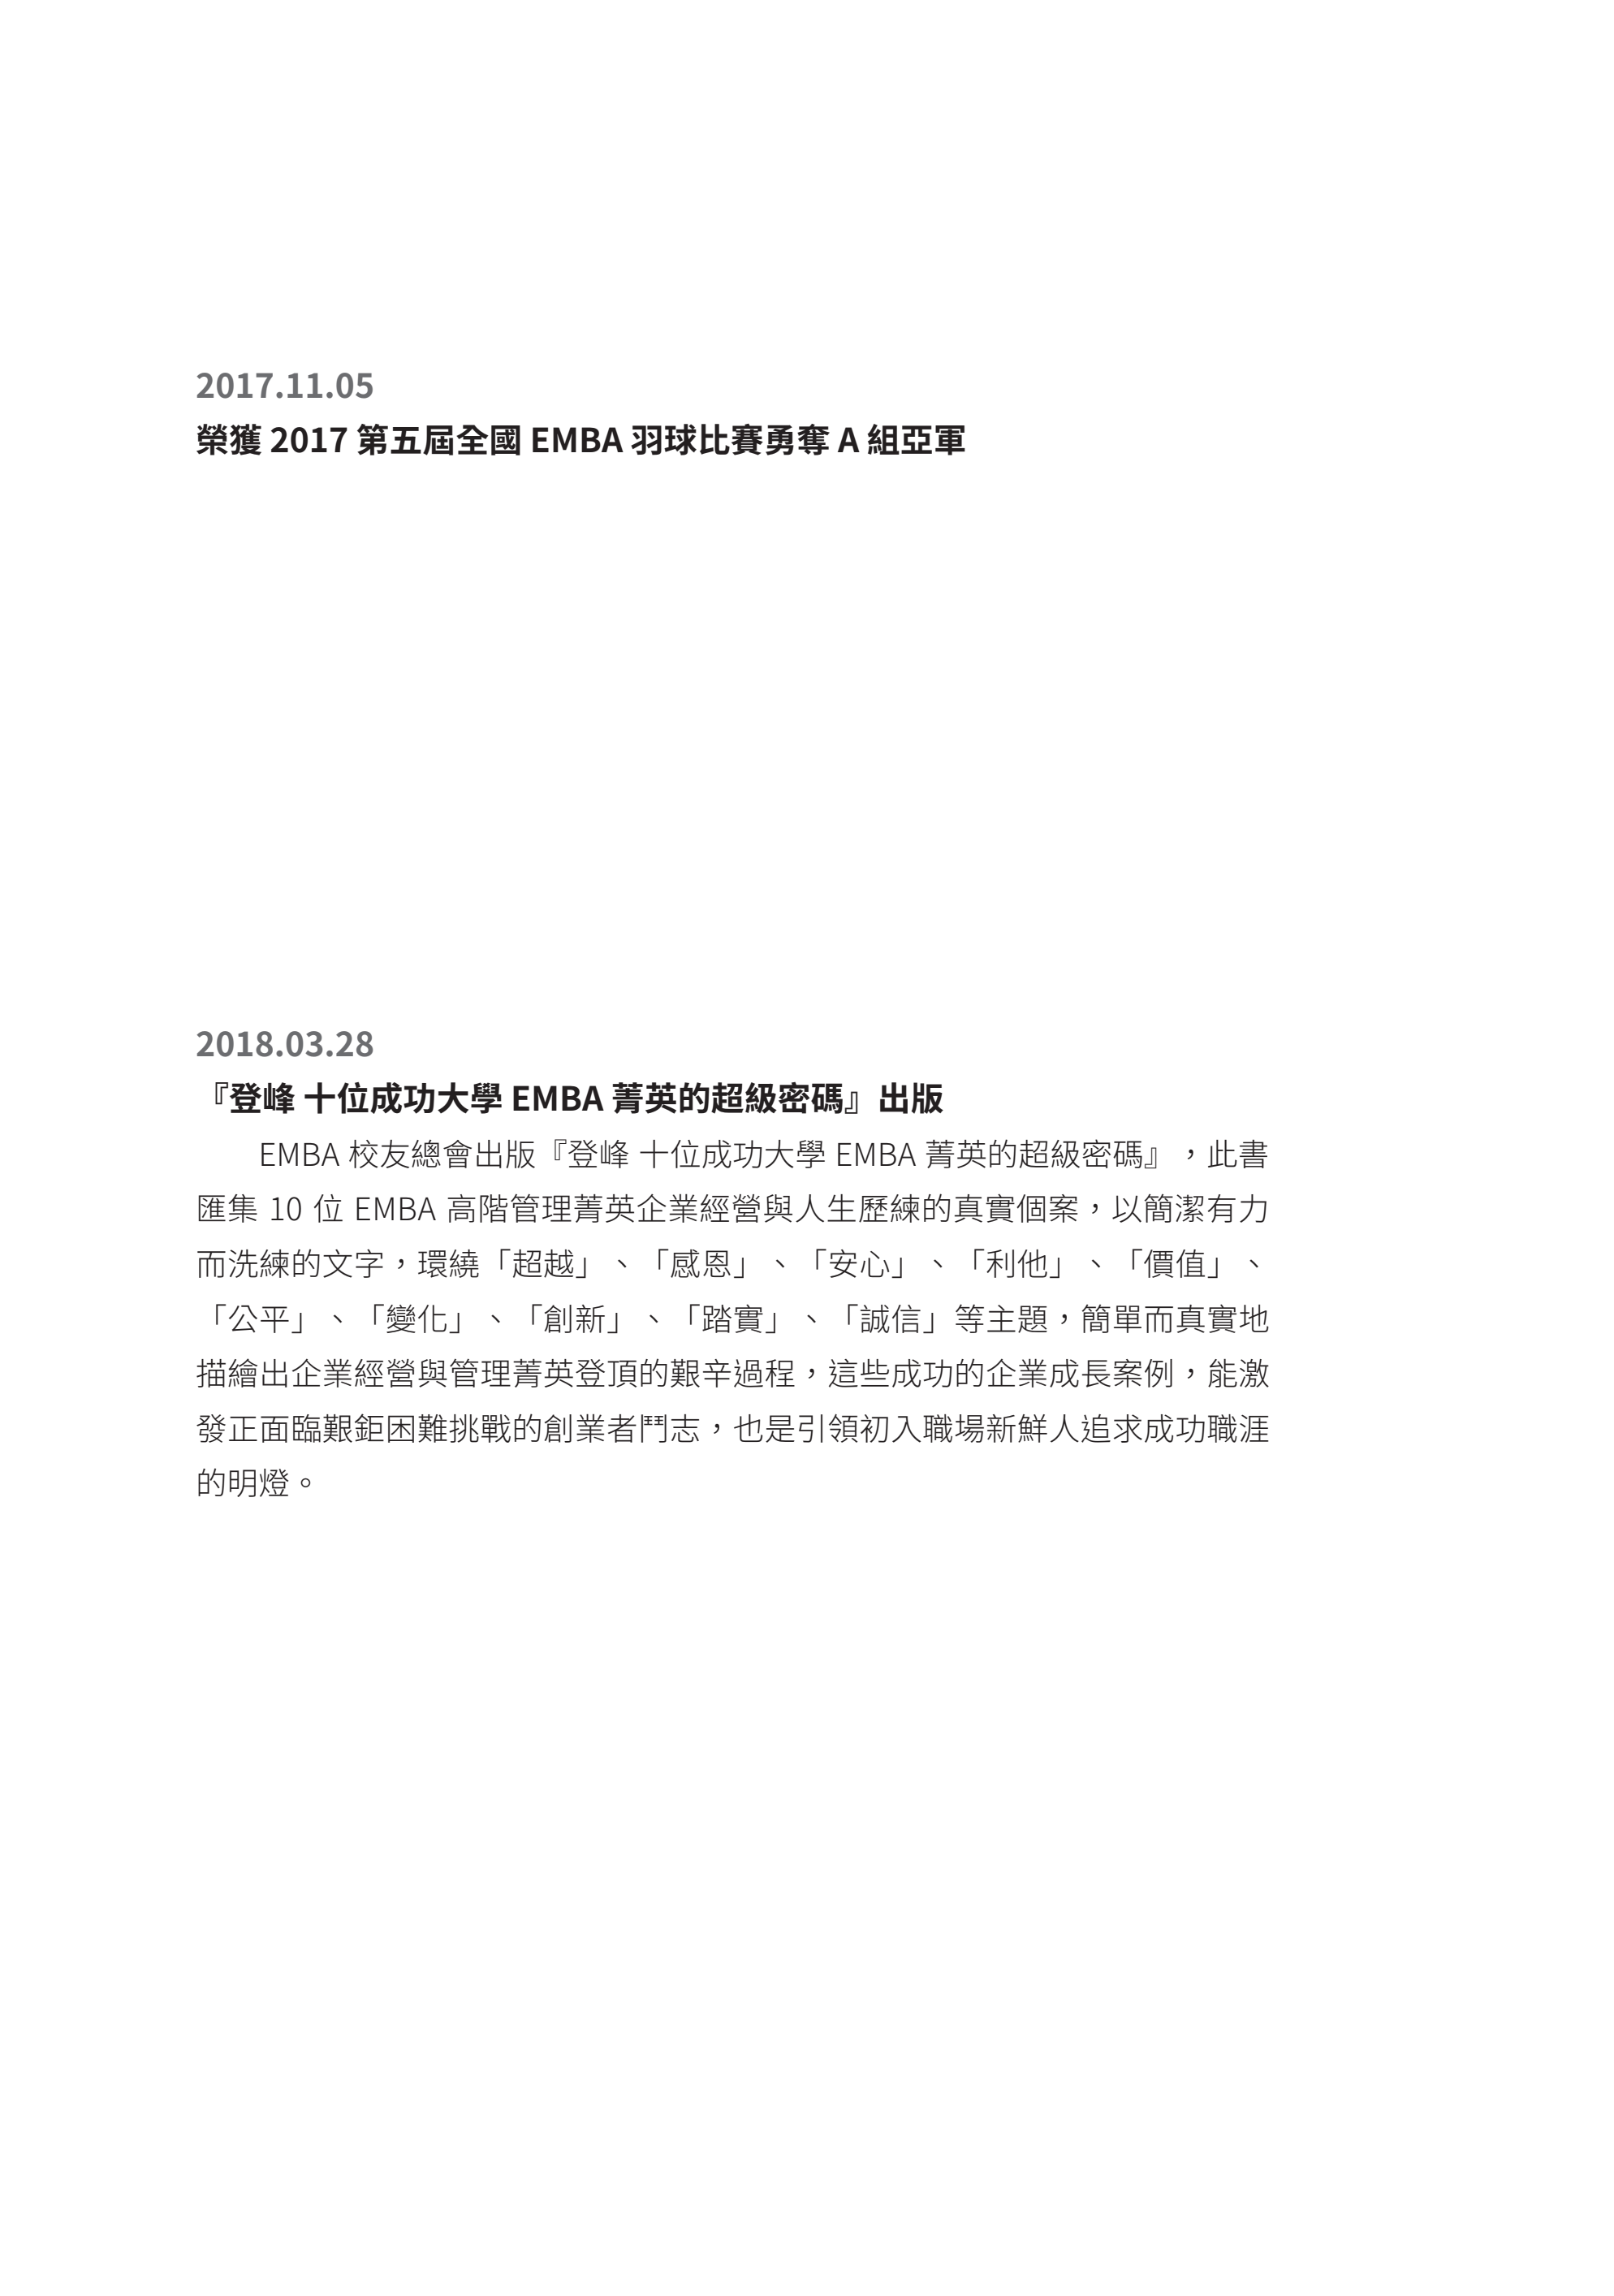 2017.11.05
榮獲 2017 第五屆全國 EMBA 羽球比賽勇奪 A 組亞軍
2018.03.28
『登峰 十位成功大學 EMBA 菁英的超級密碼』出版
EMBA 校友總會出版『登峰 十位成功大學 EMBA 菁英的超級密碼』，此書
匯集 10 位 EMBA 高階管理菁英企業經營與人生歷練的真實個案，以簡潔有力
而洗練的文字，環繞「超越」、「感恩」、「安心」、「利他」、「價值」、
「公平」、「變化」、「創新」、「踏實」、「誠信」等主題，簡單而真實地
描繪出企業經營與管理菁英登頂的艱辛過程，這些成功的企業成長案例，能激
發正面臨艱鉅困難挑戰的創業者鬥志，也是引領初入職場新鮮人追求成功職涯
的明燈。